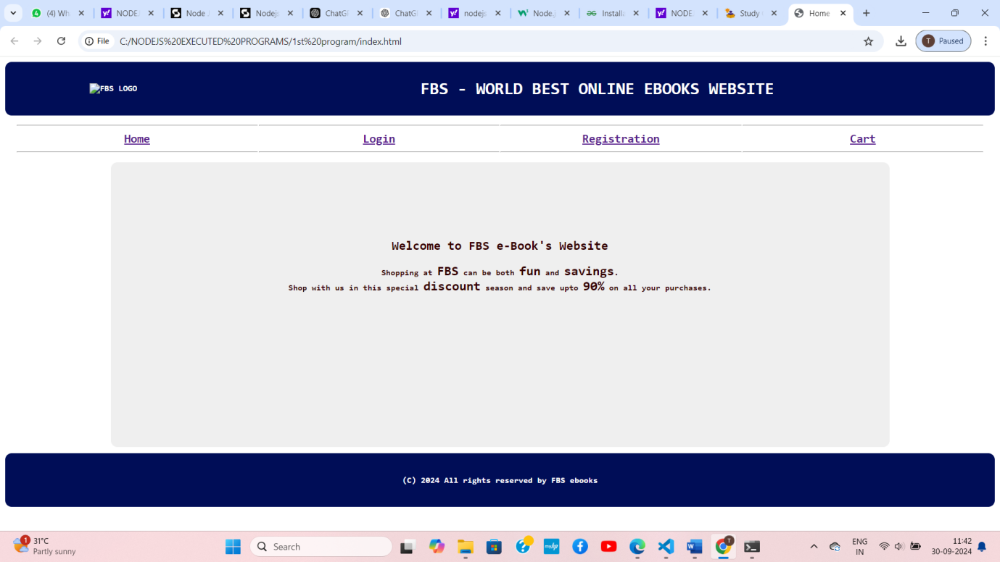 (4) Wh
NODE.
Node J
Nodejs
ChatGP
ChatGP
nodejs
Node.j
Installa
NODE.
Study
Home
File
C:/NODEJS%20EXECUTED%20PROGRAMS/1st%20program/index.html
T
Paused
FBS LOGO
FBS - WORLD BEST ONLINE EBOOKS WEBSITE
Home Login Registration Cart
Welcome to FBS e-Book's Website
Shopping at FBS can be both fun and savings.
Shop with us in this special discount season and save upto 90% on all your purchases.
(C) 2024 All rights reserved by FBS ebooks
1
31°C
Partly sunny
Search
myhp
T
ENG
IN
11:42
30-09-2024